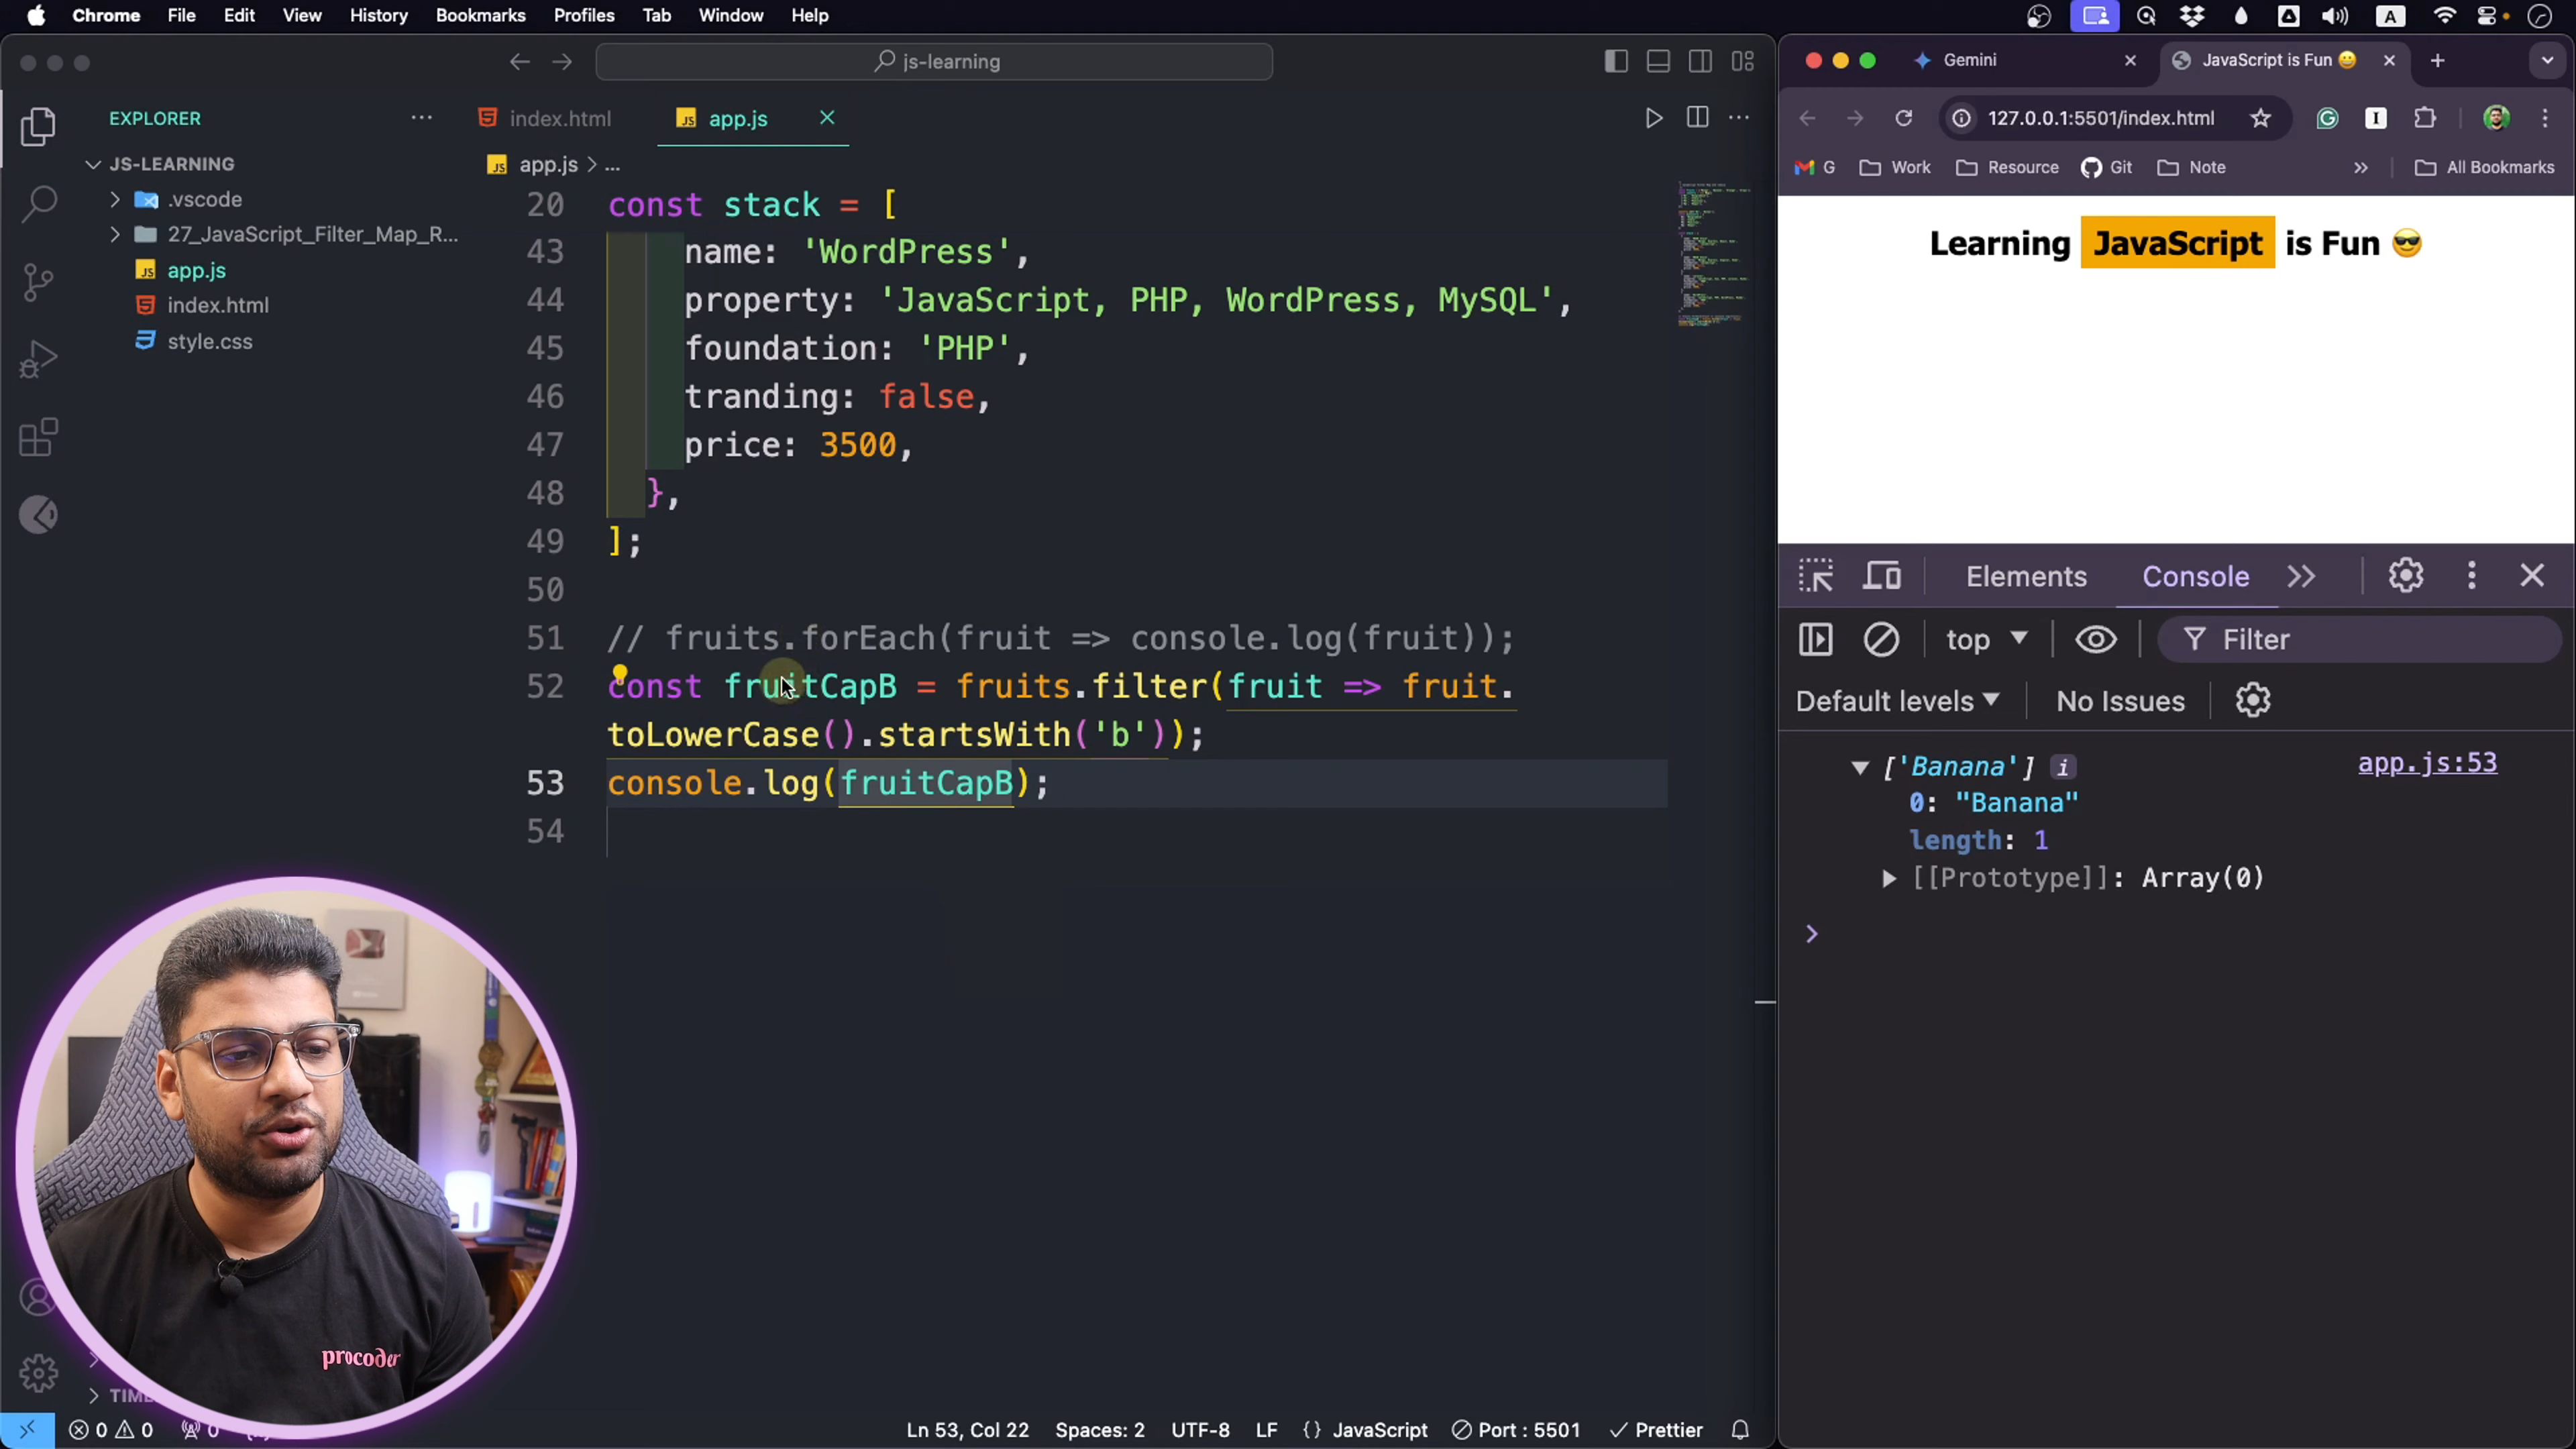 Chrome File Edit View History Bookmarks Profiles Tab Window Help
js-learning
EXPLORER
JS-LEARNING
.vscode
27_JavaScript_Filter_Map_R...
app.js
index.html
style.css
index.html
app.js
app.js > ...
20 const stack = [
43 name: 'WordPress',
44 property: 'JavaScript, PHP, WordPress, MySQL',
45 foundation: 'PHP',
46 tranding: false,
47 price: 3500,
48 },
49 ];
50
51 // fruits.forEach(fruit => console.log(fruit));
52 const fruitCapB = fruits.filter(fruit => fruit.
toLowerCase().startsWith('b'));
53 console.log(fruitCapB);
54
procoder
0 0 0
Ln 53, Col 22 Spaces: 2 UTF-8 LF {} JavaScript Port : 5501 Prettier
Gemini
JavaScript is Fun 😀
127.0.0.1:5501/index.html
G Work Resource Git Note » All Bookmarks
Learning JavaScript is Fun 😎
Elements Console
top Filter
Default levels No Issues
['Banana'] i app.js:53
0: "Banana"
length: 1
[[Prototype]]: Array(0)